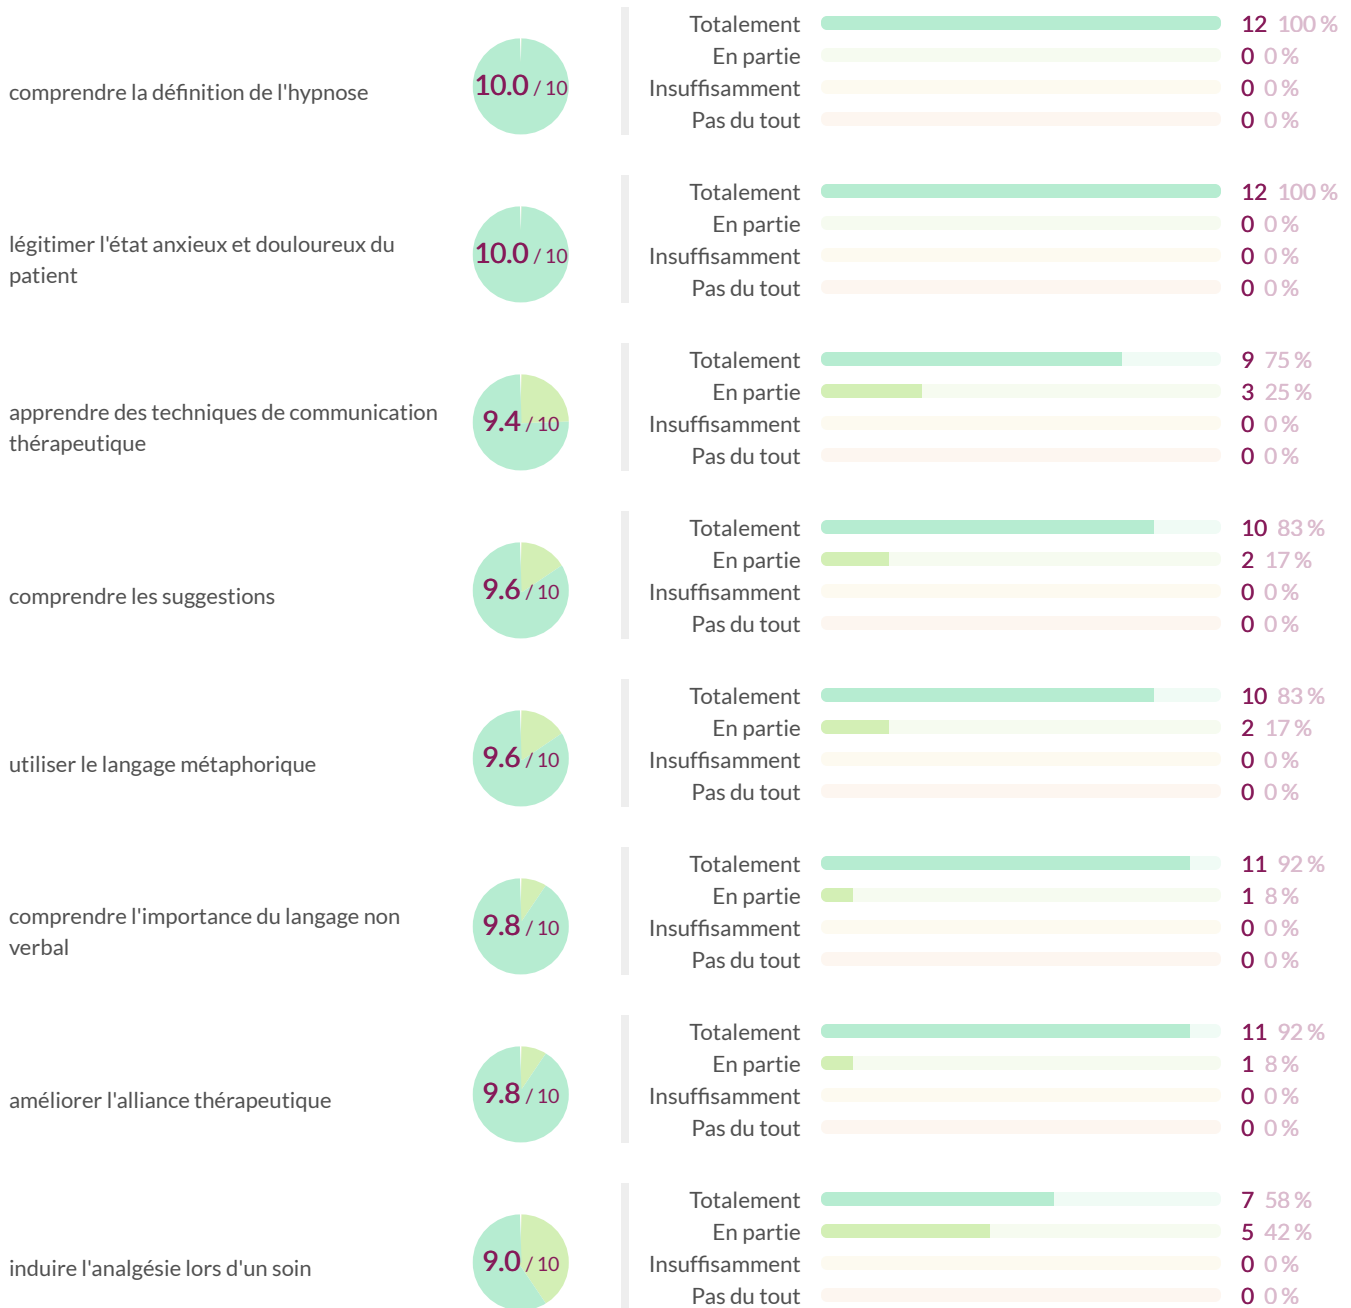 comprendre la définition de l'hypnose
10.0 / 10
Totalement 12 100 %
En partie 0 0 %
Insuffisamment 0 0 %
Pas du tout 0 0 %
légitimer l'état anxieux et douloureux du
patient
10.0 / 10
Totalement 12 100 %
En partie 0 0 %
Insuffisamment 0 0 %
Pas du tout 0 0 %
apprendre des techniques de communication
thérapeutique
9.4 / 10
Totalement 9 75 %
En partie 3 25 %
Insuffisamment 0 0 %
Pas du tout 0 0 %
comprendre les suggestions
9.6 / 10
Totalement 10 83 %
En partie 2 17 %
Insuffisamment 0 0 %
Pas du tout 0 0 %
utiliser le langage métaphorique
9.6 / 10
Totalement 10 83 %
En partie 2 17 %
Insuffisamment 0 0 %
Pas du tout 0 0 %
comprendre l'importance du langage non
verbal
9.8 / 10
Totalement 11 92 %
En partie 1 8 %
Insuffisamment 0 0 %
Pas du tout 0 0 %
améliorer l'alliance thérapeutique
9.8 / 10
Totalement 11 92 %
En partie 1 8 %
Insuffisamment 0 0 %
Pas du tout 0 0 %
induire l'analgésie lors d'un soin
9.0 / 10
Totalement 7 58 %
En partie 5 42 %
Insuffisamment 0 0 %
Pas du tout 0 0 %